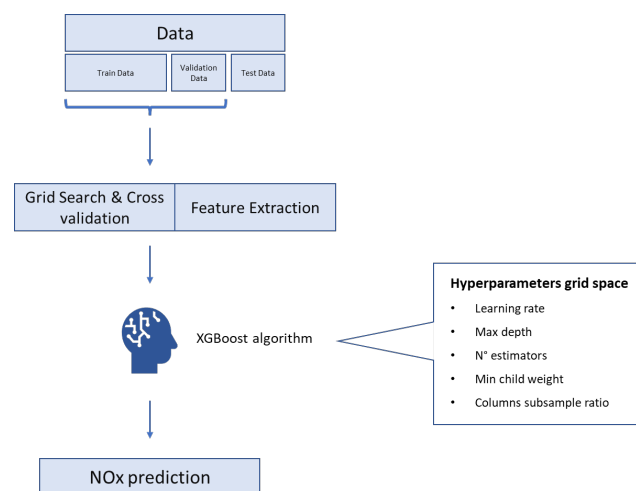 Data
Train Data
Validation
Data
Test Data
Grid Search & Cross
validation
Feature Extraction
XGBoost algorithm
Hyperparameters grid space
• Learning rate
• Max depth
• N° estimators
• Min child weight
• Columns subsample ratio
NOx prediction